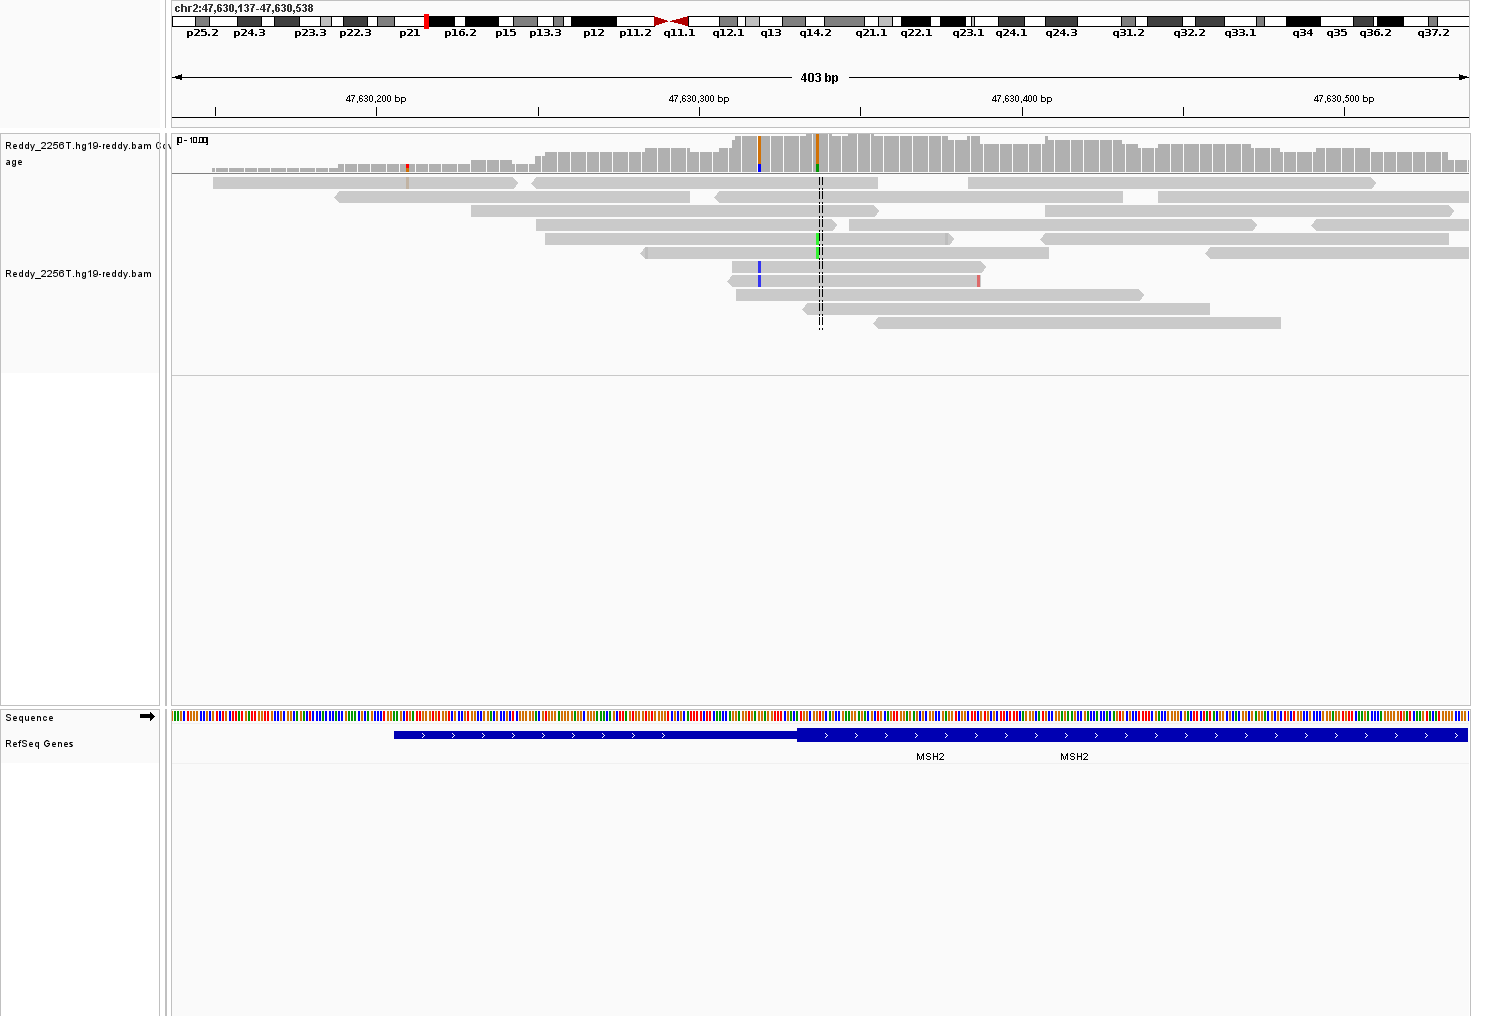 chr2:47,630,137-47,630,538
p25.2 p24.3 p23.3 p22.3 p21 p16.2 p15 p13.3 p12 p11.2 q11.1 q12.1 q13 q14.2 q21.1 q22.1 q23.1 q24.1 q24.3 q31.2 q32.2 q33.1 q34 q35 q36.2 q37.2
403 bp
47,630,200 bp 47,630,300 bp 47,630,400 bp 47,630,500 bp
Reddy_2256T.hg19-reddy.bam Cov
age
[0 - 10.00]
Reddy_2256T.hg19-reddy.bam
Sequence
RefSeq Genes
MSH2 MSH2